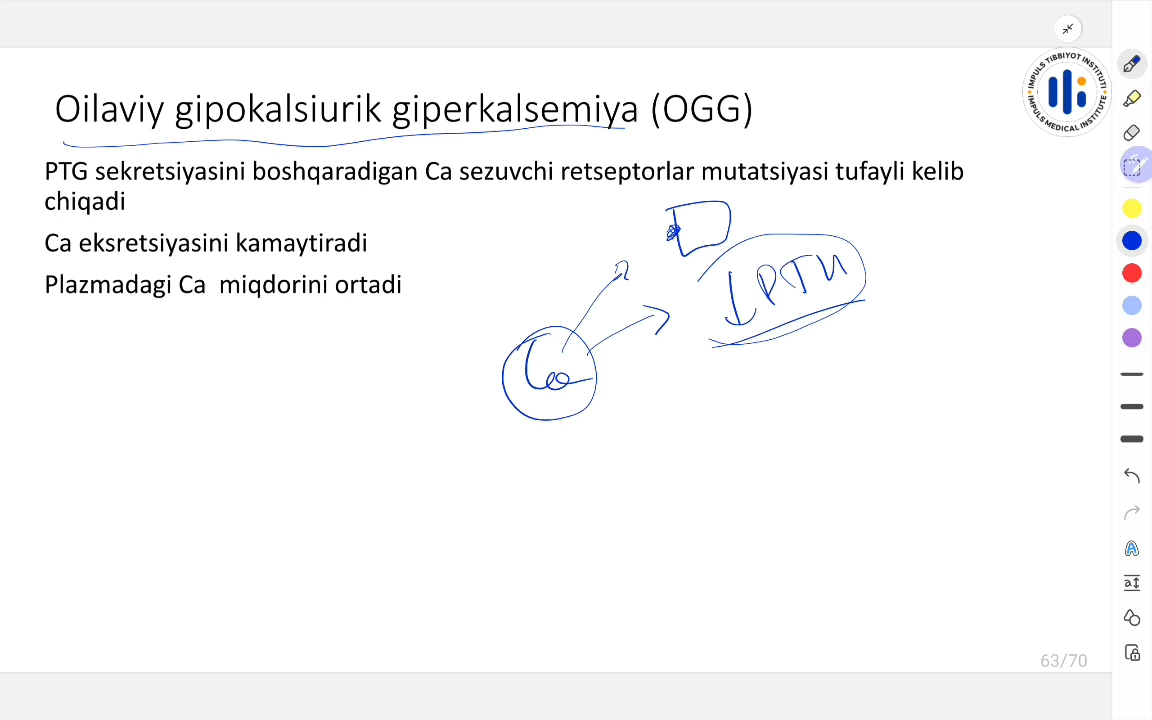 Oilaviy gipokalsiurik giperkalsemiya (OGG)
IMPULS TIBBIYOT INSTITUTI
IMPULS MEDICAL INSTITUTE
PTG sekretsiyasini boshqaradigan Ca sezuvchi retseptorlar mutatsiyasi tufayli kelib
chiqadi
Ca eksretsiyasini kamaytiradi
Plazmadagi Ca miqdorini ortadi
↓PTH
Ca
63/70